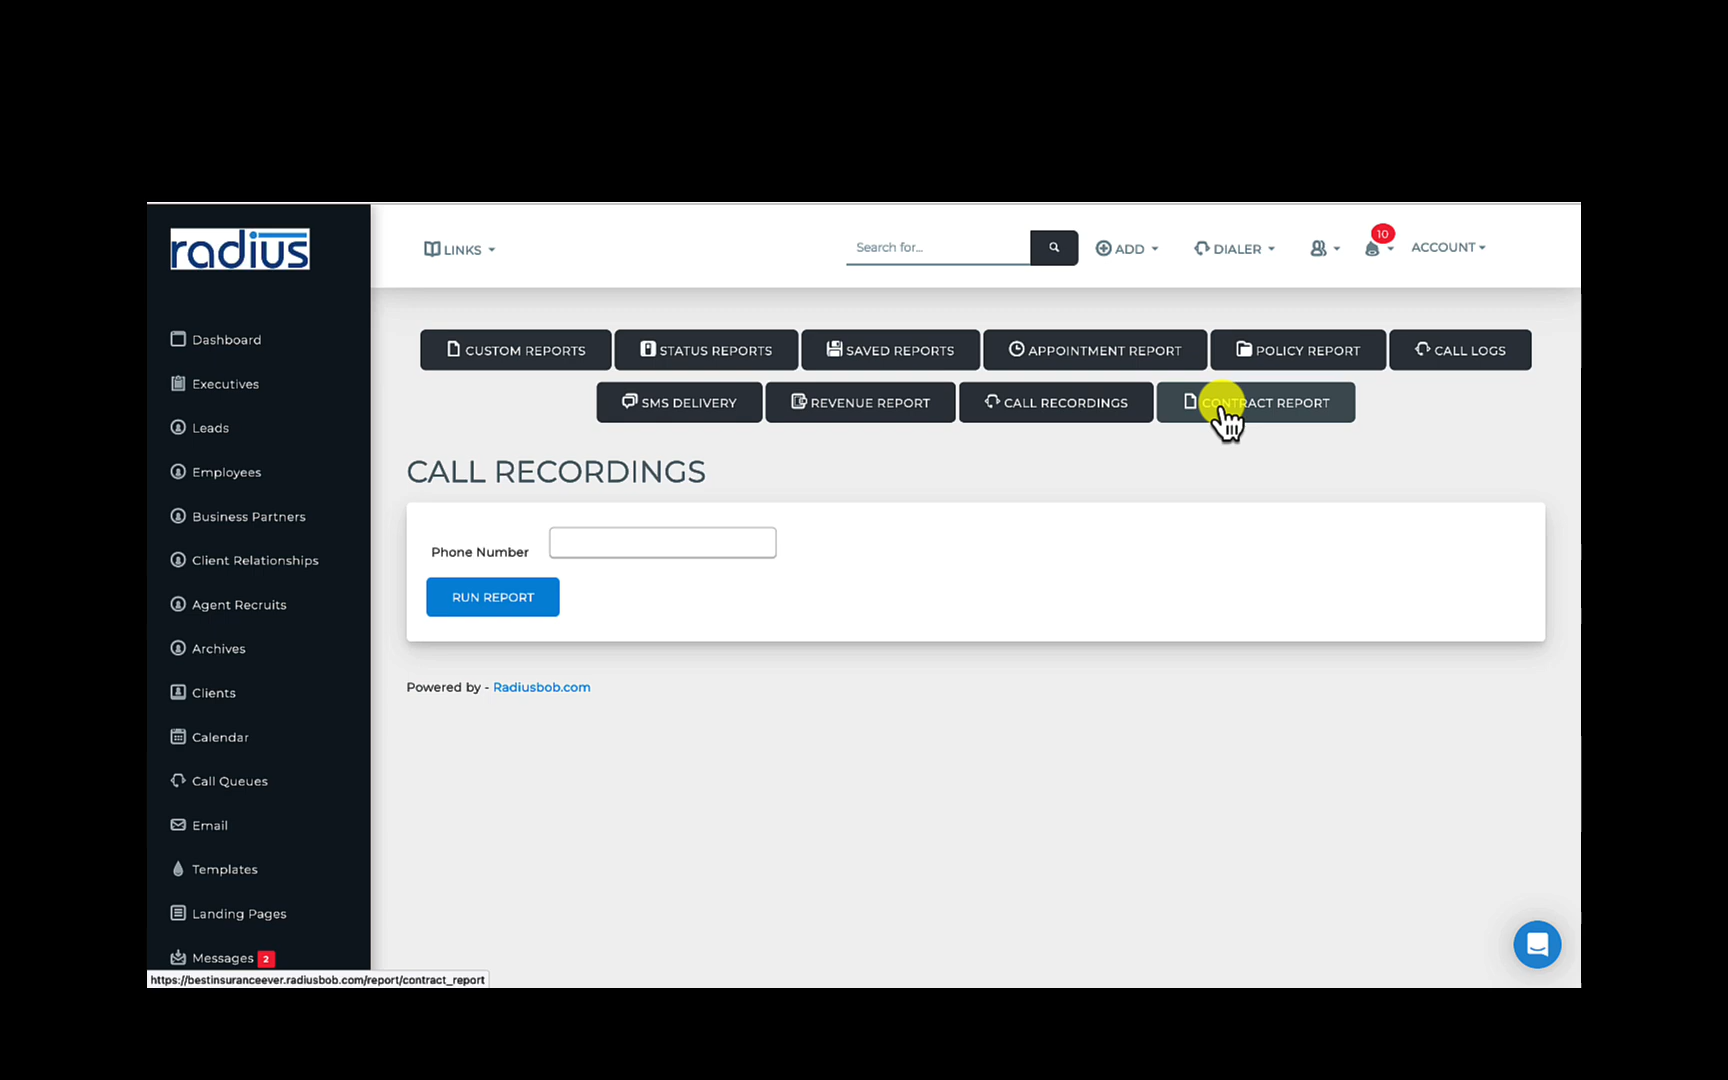 radius
LINKS
Search for...
ADD
DIALER
10
ACCOUNT
Dashboard
Executives
Leads
Employees
Business Partners
Client Relationships
Agent Recruits
Archives
Clients
Calendar
Call Queues
Email
Templates
Landing Pages
Messages 2
CUSTOM REPORTS
STATUS REPORTS
SAVED REPORTS
APPOINTMENT REPORT
POLICY REPORT
CALL LOGS
SMS DELIVERY
REVENUE REPORT
CALL RECORDINGS
CONTRACT REPORT
CALL RECORDINGS
Phone Number
RUN REPORT
Powered by - Radiusbob.com
https://bestinsuranceever.radiusbob.com/report/contract_report